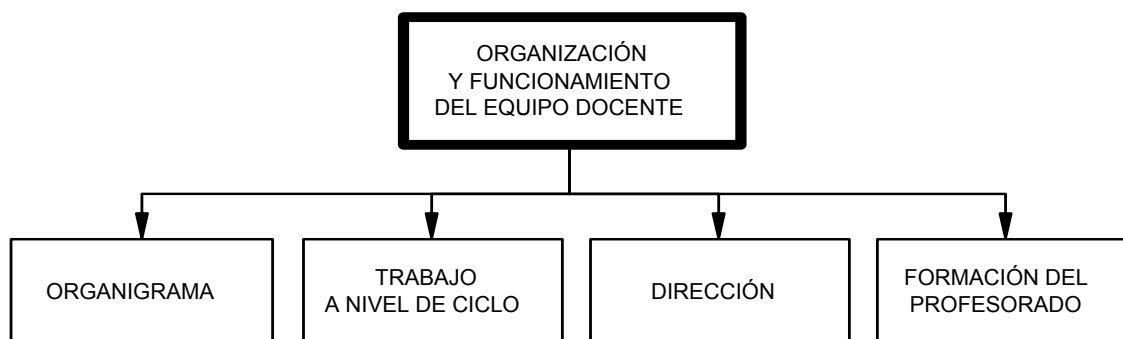 ORGANIZACIÓN
Y FUNCIONAMIENTO
DEL EQUIPO DOCENTE
ORGANIGRAMA
TRABAJO
A NIVEL DE CICLO
DIRECCIÓN
FORMACIÓN DEL
PROFESORADO